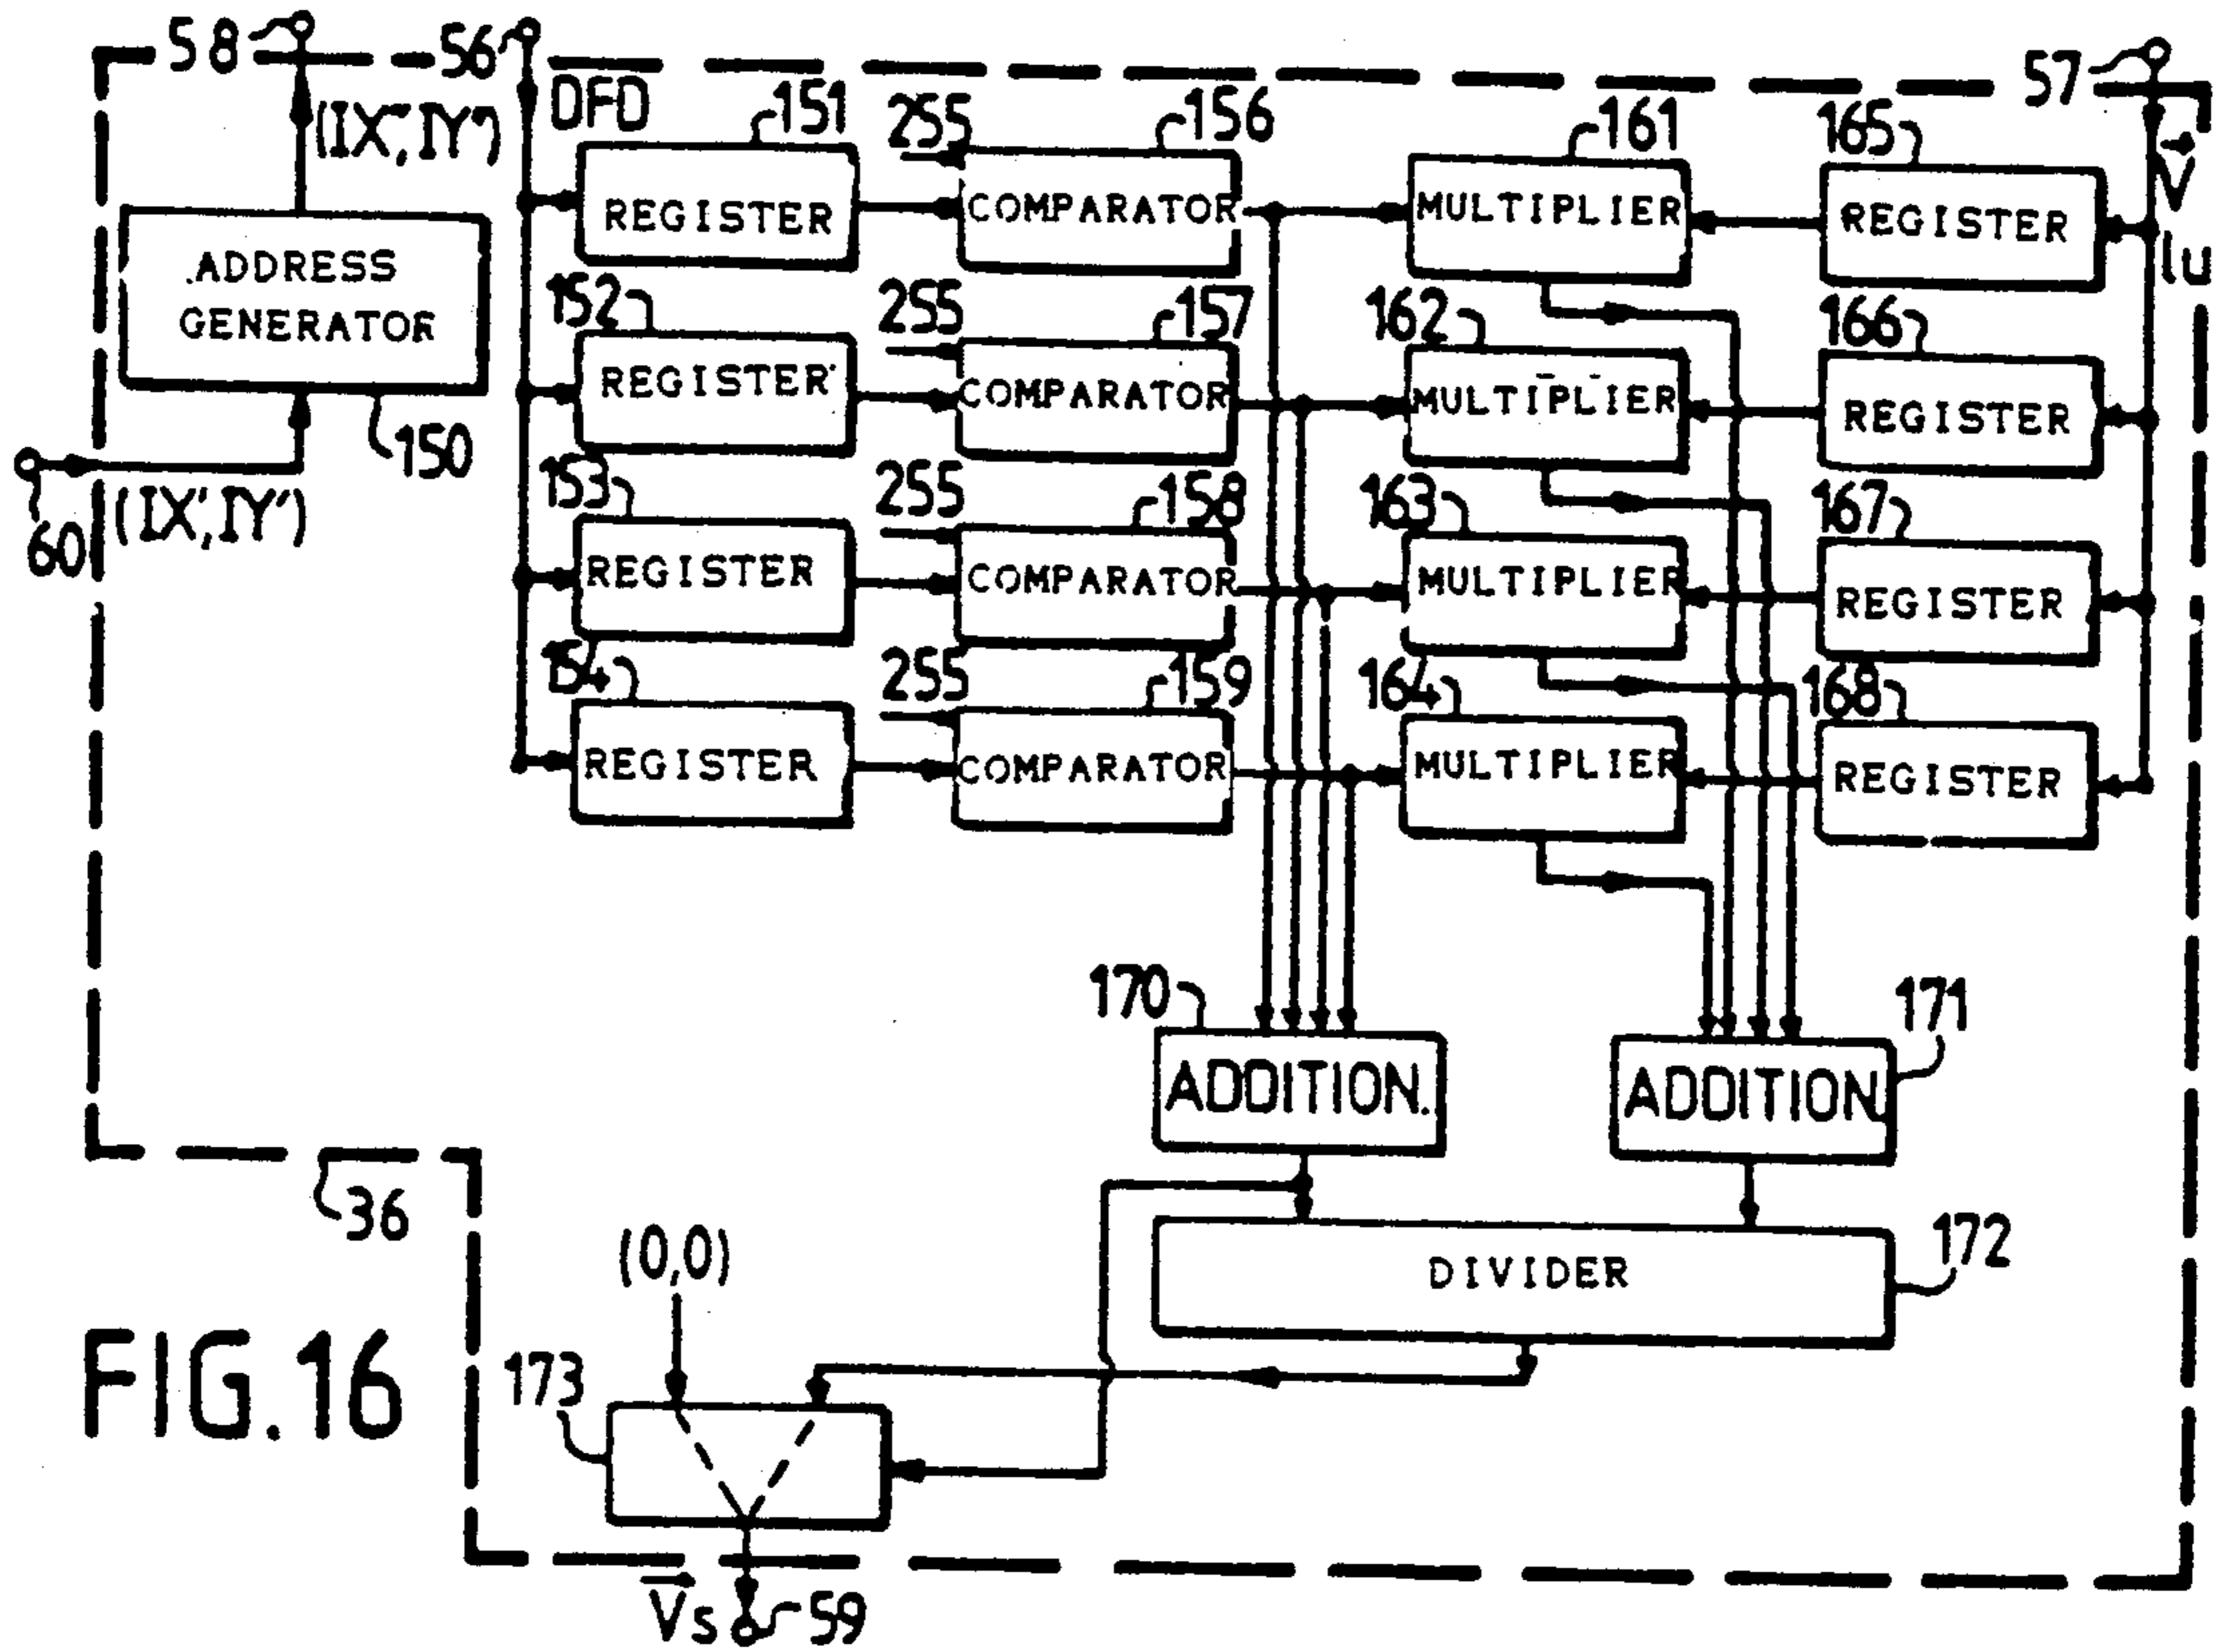 58
56
57
DFD
(IX", IY")
151
255
156
161
165
V
lu
REGISTER
COMPARATOR
MULTIPLIER
REGISTER
ADDRESS
GENERATOR
152
255
157
162
166
REGISTER
COMPARATOR
MULTIPLIER
REGISTER
150
60
(IX', IY')
153
255
158
163
167
REGISTER
COMPARATOR
MULTIPLIER
REGISTER
154
255
159
164
168
REGISTER
COMPARATOR
MULTIPLIER
REGISTER
170
171
ADDITION.
ADDITION.
36
(0,0)
172
DIVIDER
FIG.16
173
Vs
59